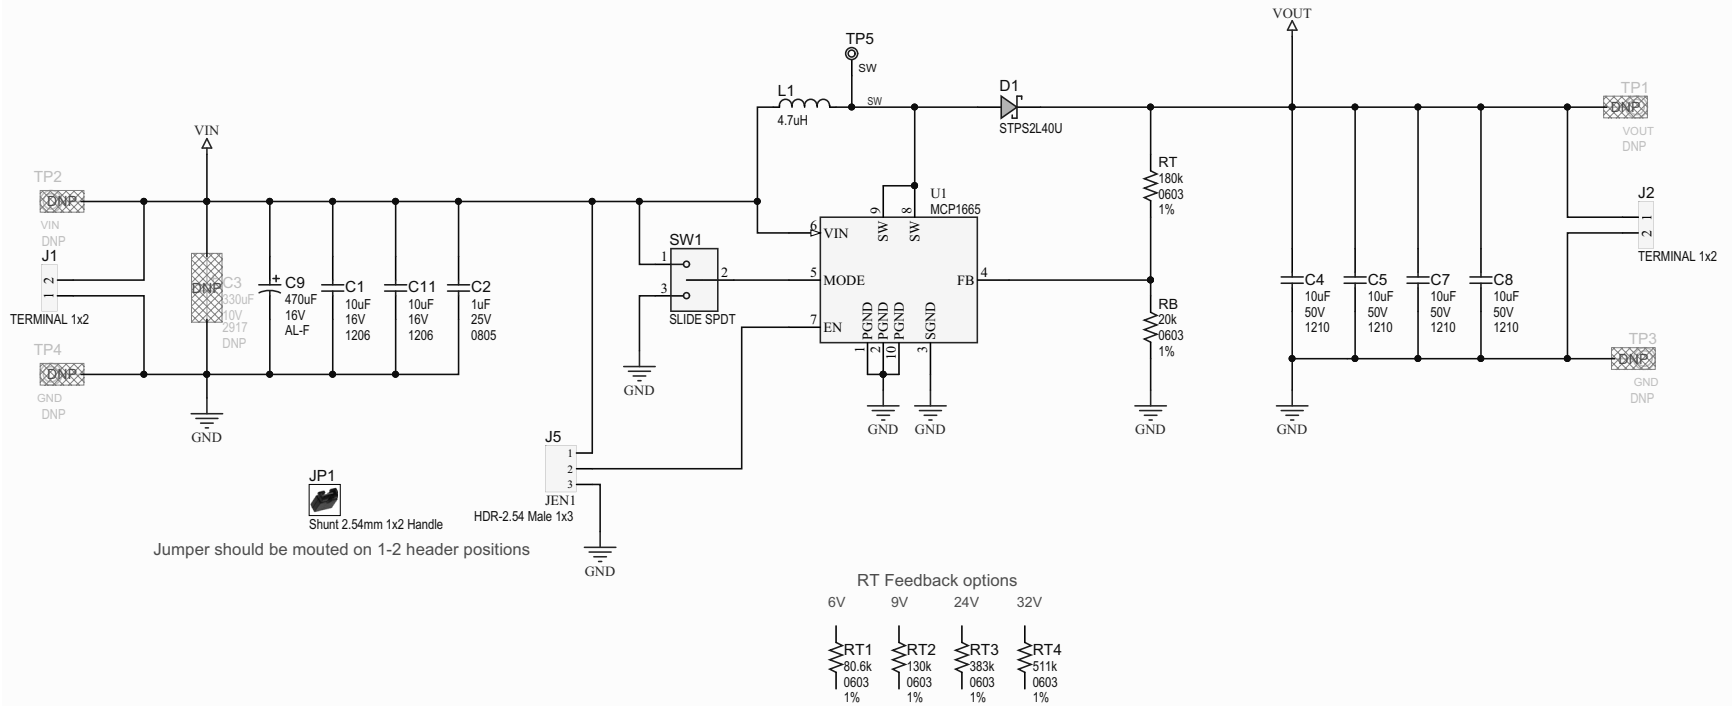 VOUT
TP5
SW
L1
4.7uH
SW
D1
STPS2L40U
TP1
DNP
VOUT
DNP
VIN
TP2
DNP
VIN
DNP
J1
2
1
TERMINAL 1x2
TP4
DNP
GND
DNP
DNP
C3
330uF
10V
2917
DNP
+
C9
470uF
16V
AL-F
C1
10uF
16V
1206
C11
10uF
16V
1206
C2
1uF
25V
0805
GND
SW1
1
2
3
SLIDE SPDT
GND
U1
MCP1665
6
VIN
9
SW
8
SW
5
MODE
7
EN
4
FB
PGND
PGND
PGND
SGND
1
2
10
3
GND
GND
RT
180k
0603
1%
RB
20k
0603
1%
GND
C4
10uF
50V
1210
C5
10uF
50V
1210
C7
10uF
50V
1210
C8
10uF
50V
1210
GND
J2
1
2
TERMINAL 1x2
TP3
DNP
GND
DNP
J5
1
2
3
JEN1
HDR-2.54 Male 1x3
GND
JP1
Shunt 2.54mm 1x2 Handle
Jumper should be mouted on 1-2 header positions
RT Feedback options
6V 9V 24V 32V
RT1
80.6k
0603
1%
RT2
130k
0603
1%
RT3
383k
0603
1%
RT4
511k
0603
1%